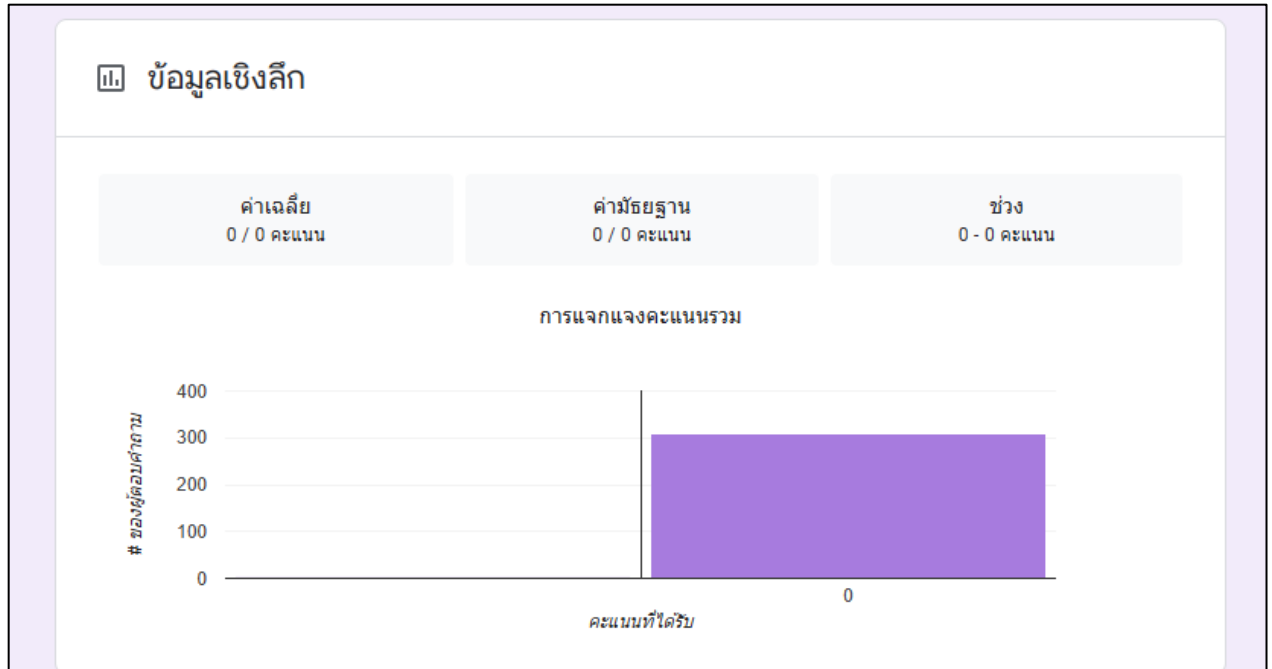 ข้อมูลเชิงลึก
ค่าเฉลี่ย
0 / 0 คะแนน
ค่ามัธยฐาน
0 / 0 คะแนน
ช่วง
0 - 0 คะแนน
การแจกแจงคะแนนรวม
# ของผู้ตอบคำถาม
400
300
200
100
0
0
คะแนนที่ได้รับ